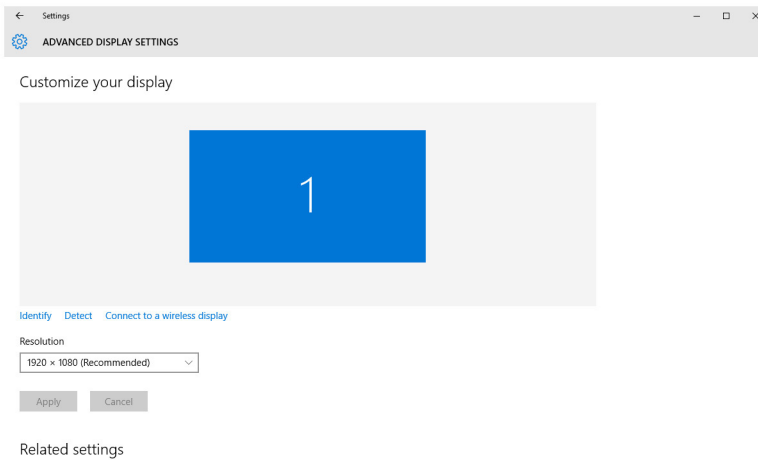 Settings
ADVANCED DISPLAY SETTINGS
Customize your display
1
Identify Detect Connect to a wireless display
Resolution
1920 × 1080 (Recommended)
Apply Cancel
Related settings